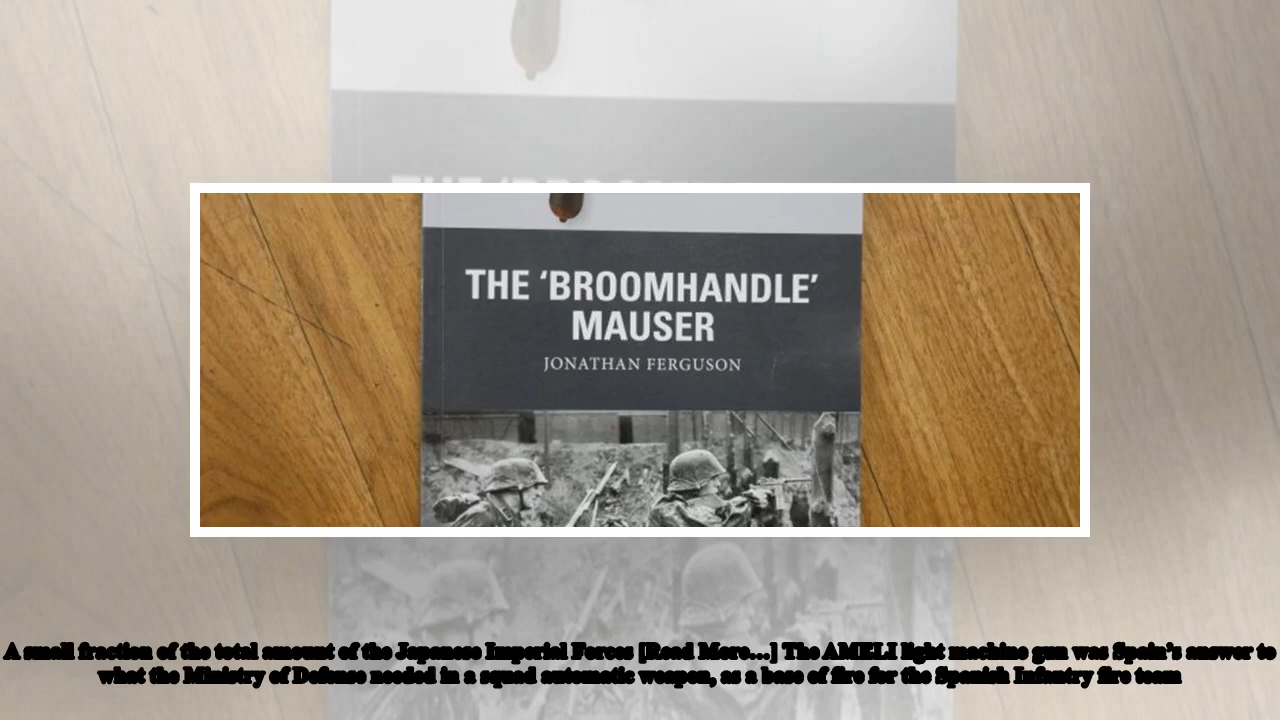 THE ‘BROOMHANDLE’
MAUSER
JONATHAN FERGUSON
A small fraction of the total amount of the Japanese Imperial Forces [Read More…] The AMELI light machine gun was Spain’s answer to
what the Ministry of Defense needed in a squad automatic weapon, as a base of fire for the Spanish Infantry fire team